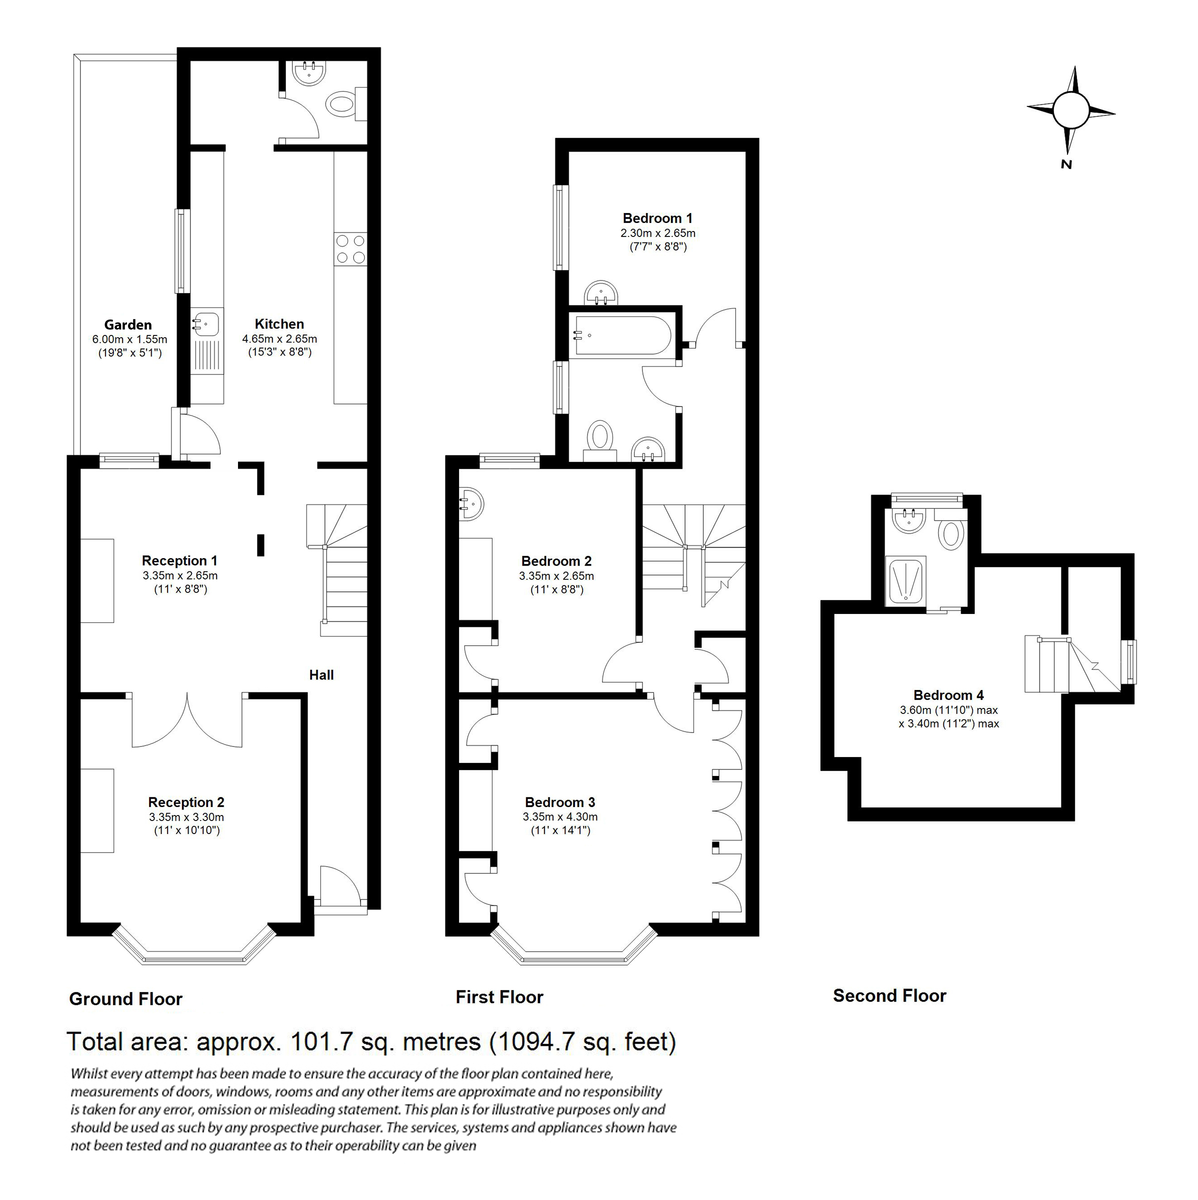 N
Garden
6.00m x 1.55m
(19'8" x 5'1")
Kitchen
4.65m x 2.65m
(15'3" x 8'8")
Reception 1
3.35m x 2.65m
(11' x 8'8")
Hall
Reception 2
3.35m x 3.30m
(11' x 10'10")
Ground Floor
Bedroom 1
2.30m x 2.65m
(7'7" x 8'8")
Bedroom 2
3.35m x 2.65m
(11' x 8'8")
Bedroom 3
3.35m x 4.30m
(11' x 14'1")
First Floor
Bedroom 4
3.60m (11'10") max
x 3.40m (11'2") max
Second Floor
Total area: approx. 101.7 sq. metres (1094.7 sq. feet)
Whilst every attempt has been made to ensure the accuracy of the floor plan contained here,
measurements of doors, windows, rooms and any other items are approximate and no responsibility
is taken for any error, omission or misleading statement. This plan is for illustrative purposes only and
should be used as such by any prospective purchaser. The services, systems and appliances shown have
not been tested and no guarantee as to their operability can be given